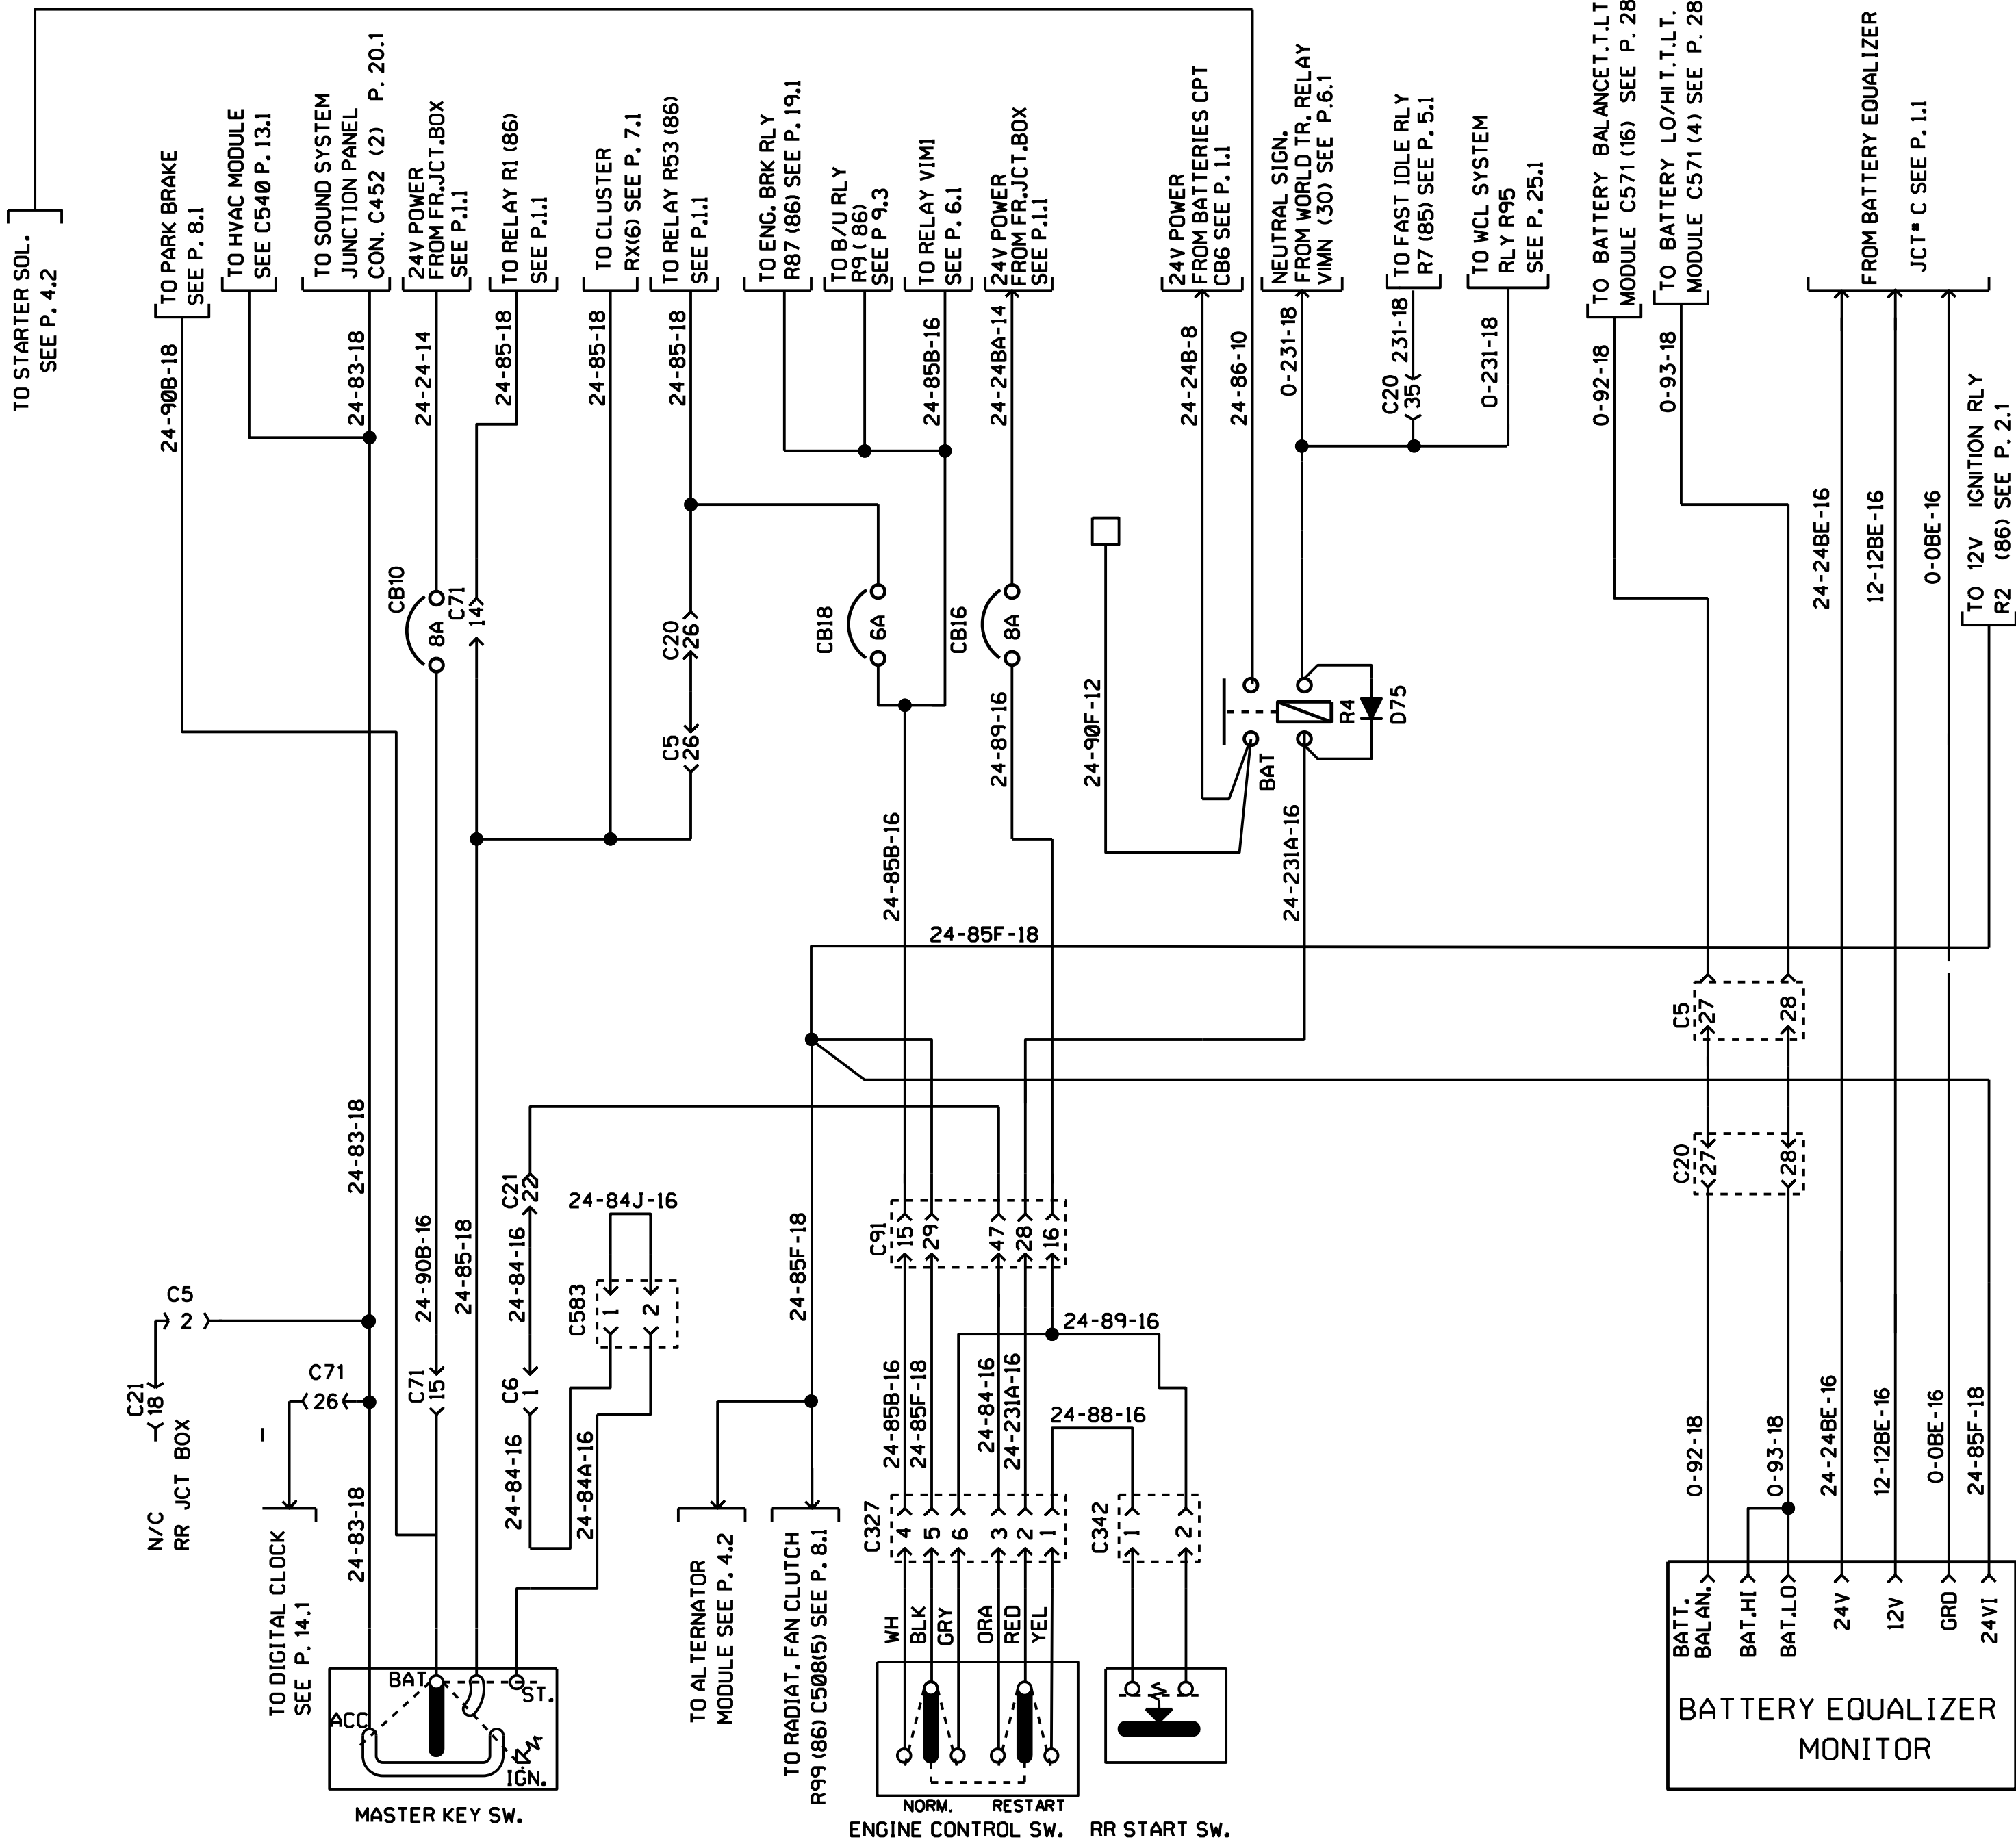 TO STARTER SOL.
SEE P. 4.2
TO PARK BRAKE
SEE P. 8.1
TO HVAC MODULE
SEE C540 P. 13.1
TO SOUND SYSTEM
JUNCTION PANEL
CON. C452 (2) P. 20.1
24V POWER
FROM FR.JCT.BOX
SEE P.1.1
TO RELAY R1 (86)
SEE P.1.1
TO CLUSTER
RX(6) SEE P. 7.1
TO RELAY R53 (86)
SEE P.1.1
TO ENG. BRK RLY
R87 (86) SEE P. 19.1
TO B/U RLY
R9 (86)
SEE P 9.3
TO RELAY VIM1
SEE P. 6.1
24V POWER
FROM FR.JCT.BOX
SEE P.1.1
24V POWER
FROM BATTERIES CPT
CB6 SEE P. 1.1
NEUTRAL SIGN.
FROM WORLD TR. RELAY
VIMN (30) SEE P.6.1
TO FAST IDLE RLY
R7 (85) SEE P. 5.1
TO WCL SYSTEM
RLY R95
SEE P. 25.1
TO BATTERY BALANCET.T.LT
MODULE C571 (16) SEE P. 28
TO BATTERY LO/HI T.T.LT.
MODULE C571 (4) SEE P. 28
FROM BATTERY EQUALIZER
JCT# C SEE P. 1.1
TO 12V IGNITION RLY
R2 (86) SEE P. 2.1
24-90B-18
24-83-18
24-24-14
24-85-18
24-85-18
24-85-18
24-85B-16
24-24BA-14
24-24B-8
24-86-10
0-231-18
231-18
0-231-18
0-92-18
0-93-18
C20
35
24-24BE-16
12-12BE-16
0-0BE-16
CB10
8A
C71
14
C20
26
CB18
6A
CB16
8A
C5
26
24-89-16
24-90F-12
BAT
R4
D75
24-85B-16
24-231A-16
24-85F-18
C5
27
28
C20
27
28
24-83-18
24-90B-16
24-85-18
C21
22
24-84J-16
24-84-16
C583
1
2
24-85F-18
C91
15
29
47
28
16
C5
2
C21
18
N/C
RR JCT BOX
C71
26
C71
15
C6
1
24-89-16
24-85B-16
24-85F-18
24-84-16
24-231A-16
24-88-16
24-83-18
24-84-16
24-84A-16
C327
4
5
6
3
2
1
C342
1
2
0-92-18
0-93-18
24-24BE-16
12-12BE-16
0-0BE-16
24-85F-18
TO DIGITAL CLOCK
SEE P. 14.1
TO ALTERNATOR
MODULE SEE P. 4.2
TO RADIAT. FAN CLUTCH
R99 (86) C508(5) SEE P. 8.1
WH
BLK
GRY
ORA
RED
YEL
BATT.
BALAN.
BAT.HI
BAT.LO
24V
12V
GRD
24VI
BAT
ST.
ACC
IGN.
MASTER KEY SW.
NORM.
RESTART
ENGINE CONTROL SW.
RR START SW.
BATTERY EQUALIZER
MONITOR